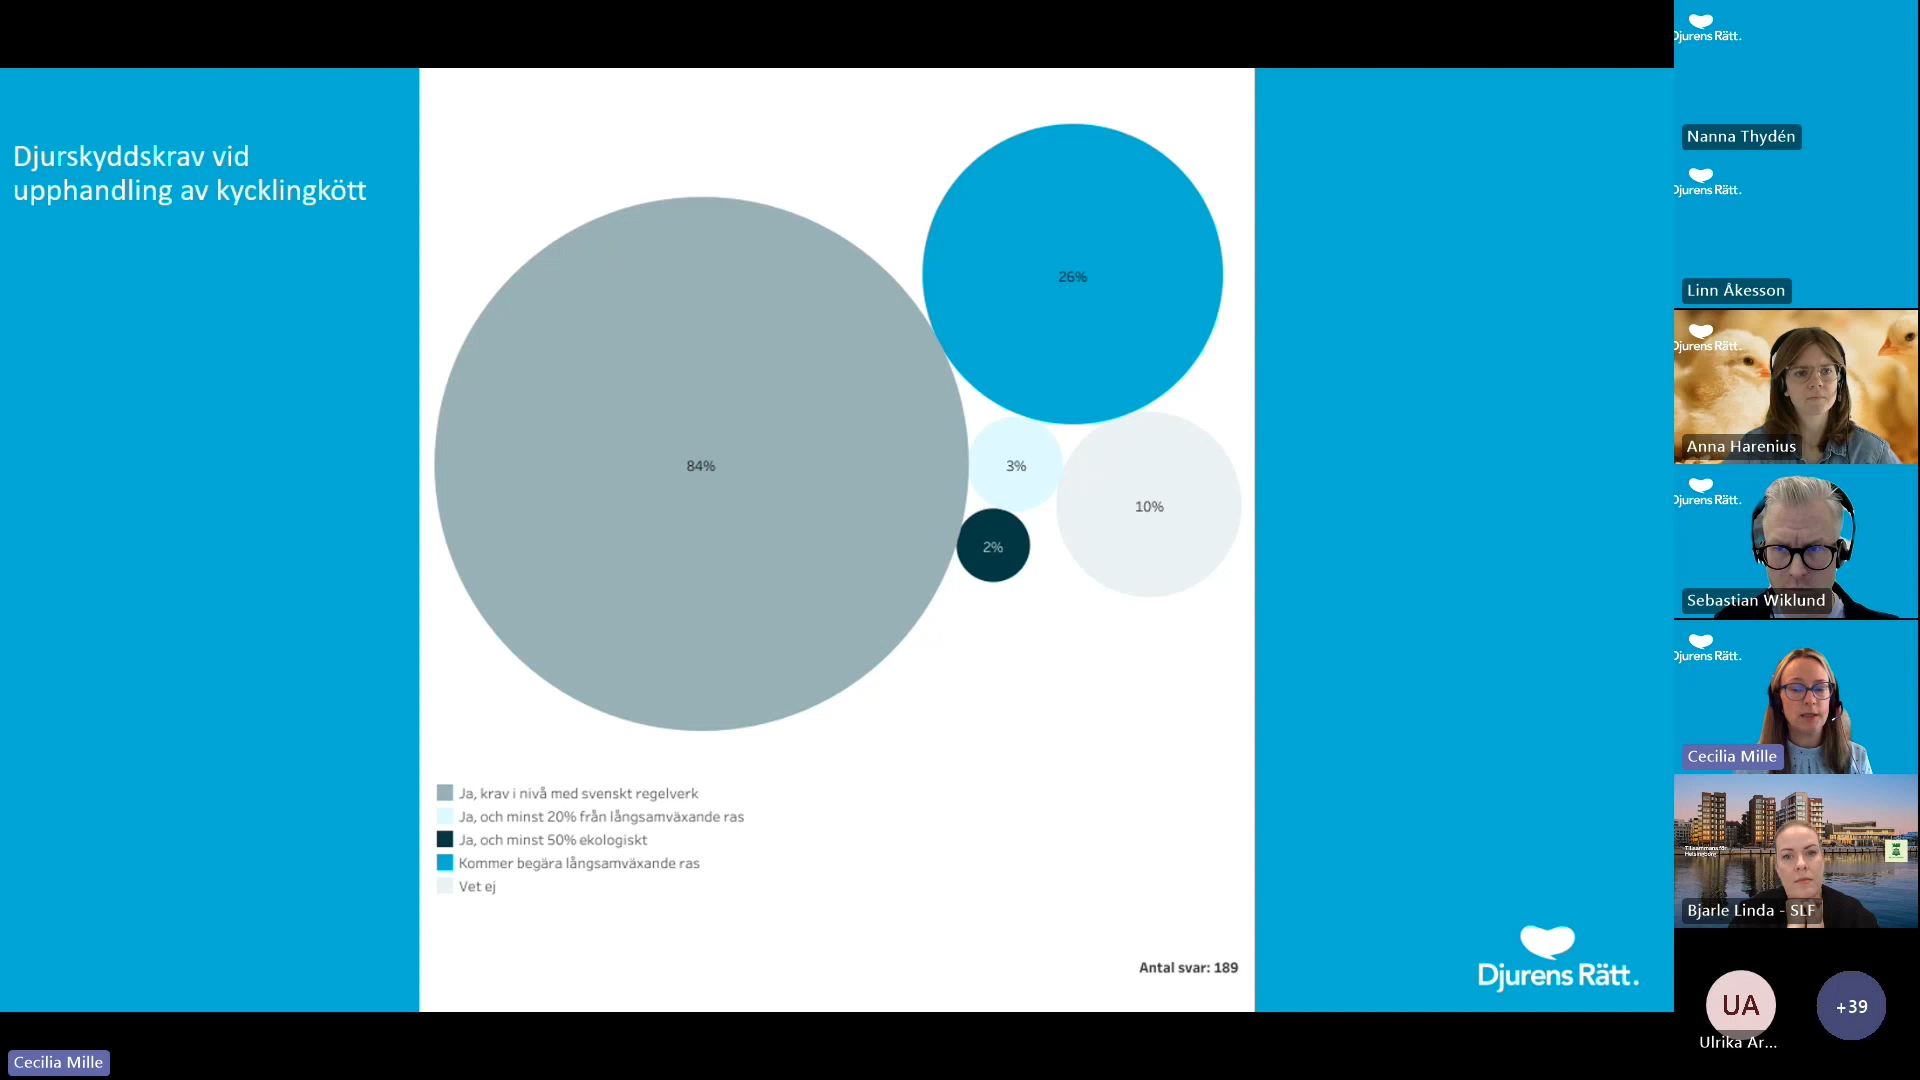 Djurskyddskrav vid
upphandling av kycklingkött
84%
26%
3%
10%
2%
Ja, krav i nivå med svenskt regelverk
Ja, och minst 20% från långsamväxande ras
Ja, och minst 50% ekologiskt
Kommer begära långsamväxande ras
Vet ej
Antal svar: 189
Djurens Rätt.
Cecilia Mille
Djurens Rätt.
Nanna Thydén
Djurens Rätt.
Linn Åkesson
Djurens Rätt.
Anna Harenius
Djurens Rätt.
Sebastian Wiklund
Djurens Rätt.
Cecilia Mille
Tillsammans för
Helsingborg
Bjarle Linda - SLF
UA
Ulrika Ar...
+39